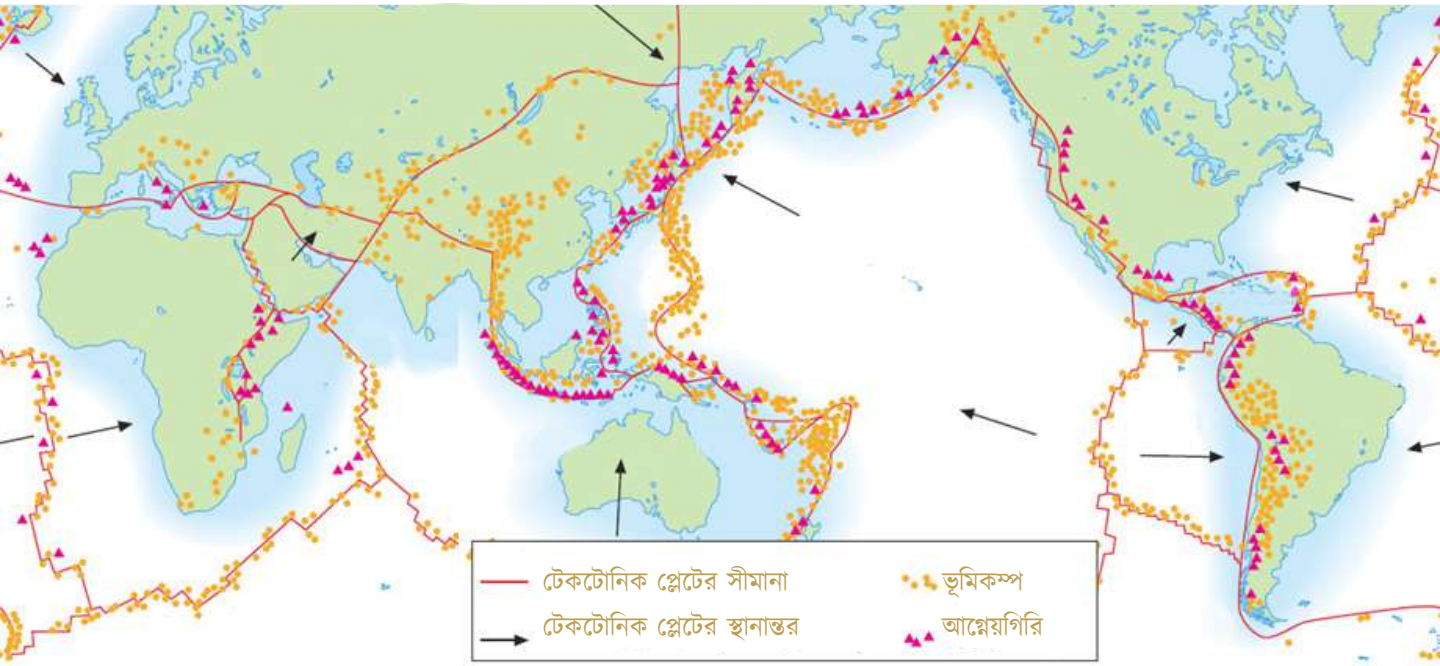 টেকটোনিক প্লেটের সীমানা
ভূমিকম্প
টেকটোনিক প্লেটের স্থানান্তর
আগ্নেয়গিরি